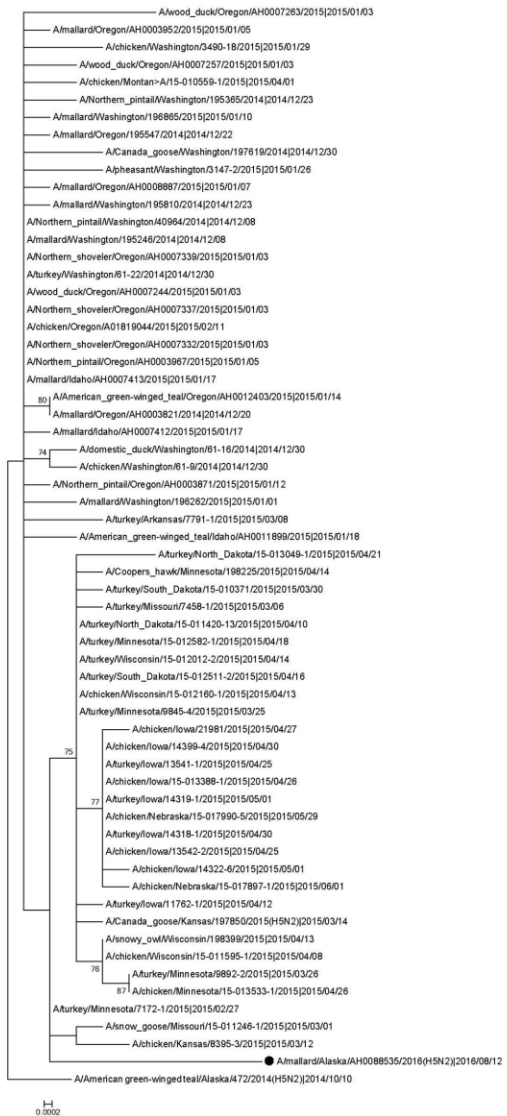 A/wood_duck/Oregon/AH0007263/2015|2015/01/03
A/mallard/Oregon/AH0003952/2015|2015/01/05
A/chicken/Washington/3490-18/2015|2015/01/29
A/wood_duck/Oregon/AH0007257/2015|2015/01/03
A/chicken/Montan>A/15-010559-1/2015|2015/04/01
A/Northern_pintail/Washington/195365/2014|2014/12/23
A/mallard/Washington/196865/2015|2015/01/10
A/mallard/Oregon/195547/2014|2014/12/22
A/Canada_goose/Washington/197619/2014|2014/12/30
A/pheasant/Washington/3147-2/2015|2015/01/26
A/mallard/Oregon/AH0008887/2015|2015/01/07
A/mallard/Washington/195810/2014|2014/12/23
A/Northern_pintail/Washington/40964/2014|2014/12/08
A/mallard/Washington/195246/2014|2014/12/08
A/Northern_shoveler/Oregon/AH0007339/2015|2015/01/03
A/turkey/Washington/61-22/2014|2014/12/30
A/wood_duck/Oregon/AH0007244/2015|2015/01/03
A/Northern_shoveler/Oregon/AH0007337/2015|2015/01/03
A/chicken/Oregon/A01819044/2015|2015/02/11
A/Northern_shoveler/Oregon/AH0007332/2015|2015/01/03
A/Northern_pintail/Oregon/AH0003967/2015|2015/01/05
A/mallard/Idaho/AH0007413/2015|2015/01/17
80
A/American_green-winged_teal/Oregon/AH0012403/2015|2015/01/14
A/mallard/Oregon/AH0003821/2014|2014/12/20
A/mallard/Idaho/AH0007412/2015|2015/01/17
74
A/domestic_duck/Washington/61-16/2014|2014/12/30
A/chicken/Washington/61-9/2014|2014/12/30
A/Northern_pintail/Oregon/AH0003871/2015|2015/01/12
A/mallard/Washington/196262/2015|2015/01/01
A/turkey/Arkansas/7791-1/2015|2015/03/08
A/American_green-winged_teal/Idaho/AH0011899/2015|2015/01/18
A/turkey/North_Dakota/15-013049-1/2015|2015/04/21
A/Coopers_hawk/Minnesota/198225/2015|2015/04/14
A/turkey/South_Dakota/15-010371/2015|2015/03/30
A/turkey/Missouri/7458-1/2015|2015/03/06
A/turkey/North_Dakota/15-011420-13/2015|2015/04/10
A/turkey/Minnesota/15-012582-1/2015|2015/04/18
A/turkey/Wisconsin/15-012012-2/2015|2015/04/14
A/turkey/South_Dakota/15-012511-2/2015|2015/04/16
A/chicken/Wisconsin/15-012160-1/2015|2015/04/13
A/turkey/Minnesota/9845-4/2015|2015/03/25
A/chicken/Iowa/21981/2015|2015/04/27
75
A/chicken/Iowa/14399-4/2015|2015/04/30
A/turkey/Iowa/13541-1/2015|2015/04/25
A/chicken/Iowa/15-013388-1/2015|2015/04/26
77
A/turkey/Iowa/14319-1/2015|2015/05/01
A/chicken/Nebraska/15-017990-5/2015|2015/05/29
A/turkey/Iowa/14318-1/2015|2015/04/30
A/chicken/Iowa/13542-2/2015|2015/04/25
A/chicken/Iowa/14322-6/2015|2015/05/01
A/chicken/Nebraska/15-017897-1/2015|2015/06/01
A/turkey/Iowa/11762-1/2015|2015/04/12
A/Canada_goose/Kansas/197850/2015(H5N2)|2015/03/14
A/snowy_owl/Wisconsin/198399/2015|2015/04/13
A/chicken/Wisconsin/15-011595-1/2015|2015/04/08
76
A/turkey/Minnesota/9892-2/2015|2015/03/26
87
A/chicken/Minnesota/15-013533-1/2015|2015/04/26
A/turkey/Minnesota/7172-1/2015|2015/02/27
A/snow_goose/Missouri/15-011246-1/2015|2015/03/01
A/chicken/Kansas/8395-3/2015|2015/03/12
A/mallard/Alaska/AH0088535/2016(H5N2)|2016/08/12
A/American green-winged teal/Alaska/472/2014(H5N2)|2014/10/10
0.0002